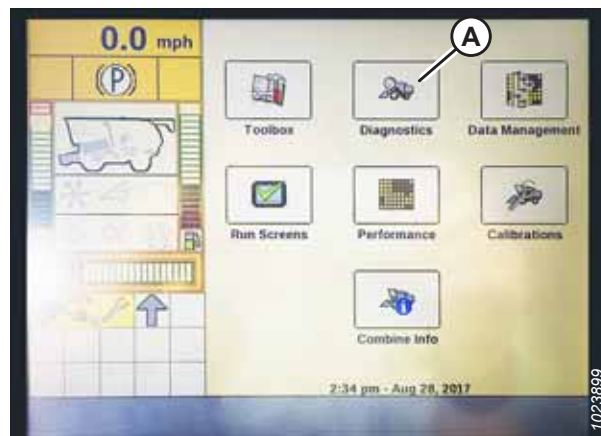 0.0 mph
A
(P)
Toolbox
Diagnostics
Data Management
Run Screens
Performance
Calibrations
Combine Info
2:34 pm - Aug 28, 2017
1023899